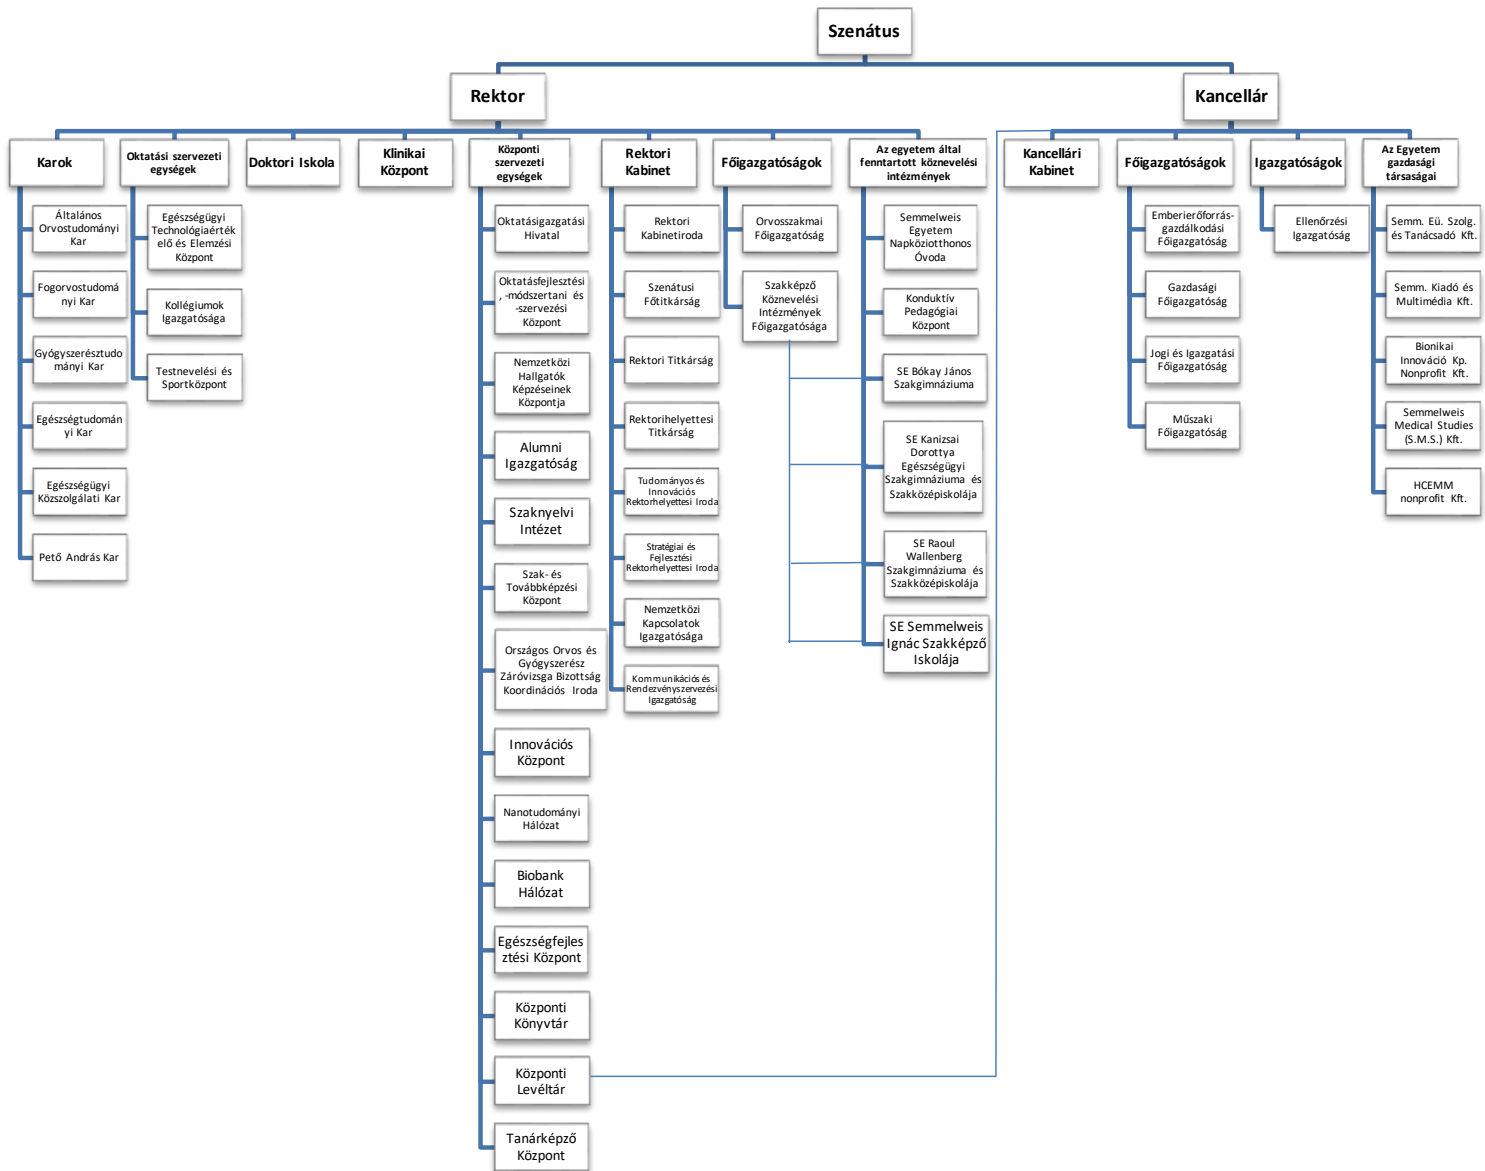 Szenátus
Rektor
Kancellár
Karok
Oktatási szervezeti
egységek
Doktori Iskola
Klinikai
Központ
Központi
szervezeti
egységek
Rektori
Kabinet
Főigazgatóságok
Az egyetem által
fenntartott köznevelési
intézmények
Kancellári
Kabinet
Főigazgatóságok
Igazgatóságok
Az Egyetem
gazdasági
társaságai
Általános
Orvostudományi
Kar
Fogorvostudomá
nyi Kar
Gyógyszerésztud
ományi Kar
Egészségtudomán
yi Kar
Egészségügyi
Közszolgálati Kar
Pető András Kar
Egészségügyi
Technológiaérték
elő és Elemzési
Központ
Kollégiumok
Igazgatósága
Testnevelési és
Sportközpont
Oktatásigazgatási
Hivatal
Oktatásfejlesztési
, -módszertani és
-szervezési
Központ
Nemzetközi
Hallgatók
Képzéseinek
Központja
Alumni
Igazgatóság
Szaknyelvi
Intézet
Szak- és
Továbbképzési
Központ
Országos Orvos és
Gyógyszerész
Záróvizsga Bizottság
Koordinációs Iroda
Innovációs
Központ
Nanotudományi
Hálózat
Biobank
Hálózat
Egészségfejles
ztési Központ
Központi
Könyvtár
Központi
Levéltár
Tanárképző
Központ
Rektori
Kabinetiroda
Szenátusi
Főtitkárság
Rektori Titkárság
Rektorihelyettesi
Titkárság
Tudományos és
Innovációs
Rektorhelyettesi Iroda
Stratégiai és
Fejlesztési
Rektorhelyettesi Iroda
Nemzetközi
Kapcsolatok
Igazgatósága
Kommunikációs és
Rendezvényszervezési
Igazgatóság
Orvosszakmai
Főigazgatóság
Szakképző
Köznevelési
Intézmények
Főigazgatósága
Semmelweis
Egyetem
Napköziotthonos
Óvoda
Konduktív
Pedagógiai
Központ
SE Bókay János
Szakgimnáziuma
SE Kanizsai
Dorottya
Egészségügyi
Szakgimnáziuma és
Szakközépiskolája
SE Raoul
Wallenberg
Szakgimnáziuma és
Szakközépiskolája
SE Semmelweis
Ignác Szakképző
Iskolája
Emberierőforrás-
gazdálkodási
Főigazgatóság
Gazdasági
Főigazgatóság
Jogi és Igazgatási
Főigazgatóság
Műszaki
Főigazgatóság
Ellenőrzési
Igazgatóság
Semm. Eü. Szolg.
és Tanácsadó Kft.
Semm. Kiadó és
Multimédia Kft.
Bionikai
Innováció Kp.
Nonprofit Kft.
Semmelweis
Medical Studies
(S.M.S.) Kft.
HCEMM
nonprofit Kft.